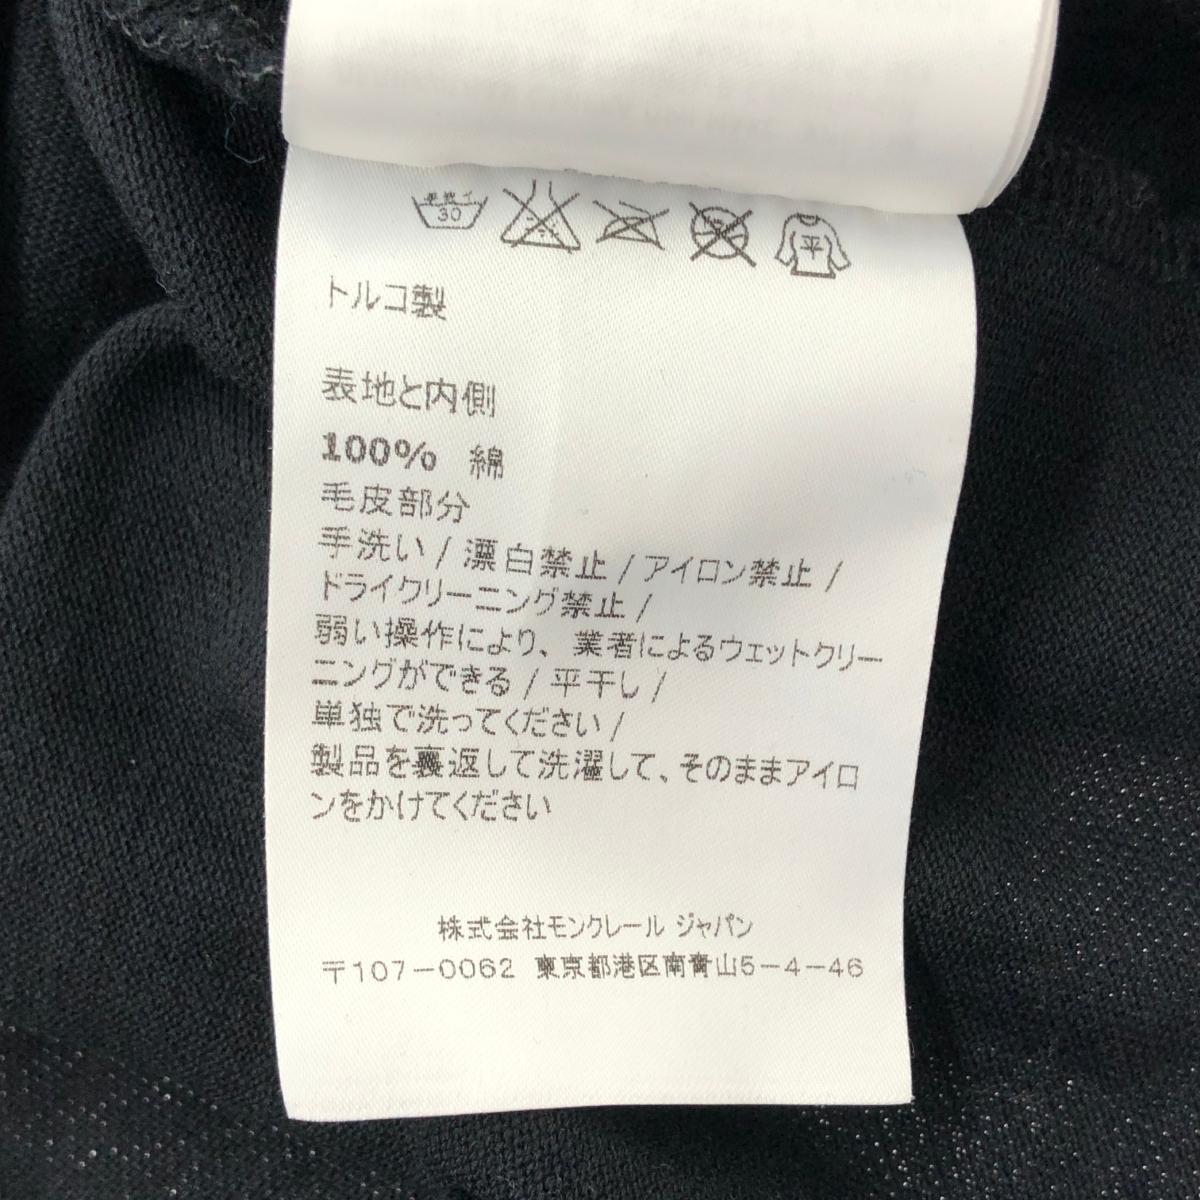 手洗イ
30
平
トルコ製
表地と内側
100% 綿
毛皮部分
手洗い / 漂白禁止 / アイロン禁止 /
ドライクリーニング禁止 /
弱い操作により、業者によるウェットクリー
ニングができる / 平干し /
単独で洗ってください /
製品を裏返して洗濯して、そのままアイロ
ンをかけてください
株式会社モンクレール ジャパン
〒107-0062 東京都港区南青山5-4-46